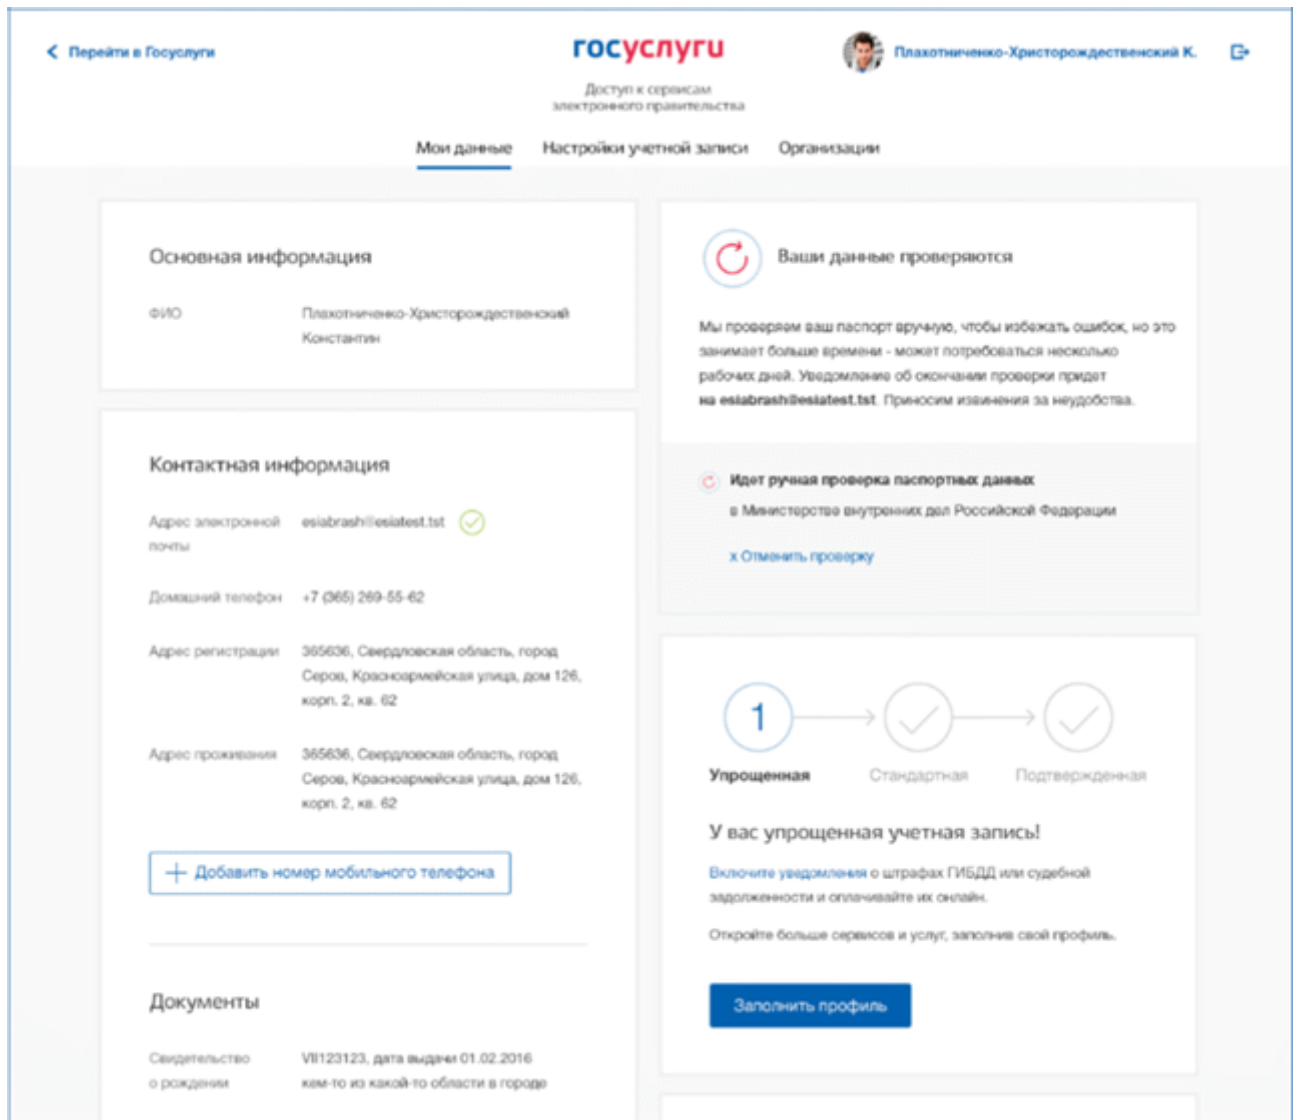 Перейти в Госуслуги
госуслуги
Плахотниченко-Христорождественский К.
Доступ к сервисам
электронного правительства
Мои данные Настройки учетной записи Организации
Основная информация
ФИО Плахотниченко-Христорождественский
Константин
Контактная информация
Адрес электронной esiabrash@esiatest.tst
почты
Домашний телефон +7 (365) 269-55-62
Адрес регистрации 365636, Свердловская область, город
Серов, Красноармейская улица, дом 126,
корп. 2, кв. 62
Адрес проживания 365636, Свердловская область, город
Серов, Красноармейская улица, дом 126,
корп. 2, кв. 62
+ Добавить номер мобильного телефона
Документы
Свидетельство VII123123, дата выдачи 01.02.2016
о рождении кем-то из какой-то области в городе
Ваши данные проверяются
Мы проверяем ваш паспорт вручную, чтобы избежать ошибок, но это
занимает больше времени - может потребоваться несколько
рабочих дней. Уведомление об окончании проверки придет
на esiabrash@esiatest.tst. Приносим извинения за неудобства.
Идет ручная проверка паспортных данных
в Министерстве внутренних дел Российской Федерации
х Отменить проверку
1
Упрощенная Стандартная Подтвержденная
У вас упрощенная учетная запись!
Включите уведомления о штрафах ГИБДД или судебной
задолженности и оплачивайте их онлайн.
Откройте больше сервисов и услуг, заполнив свой профиль.
Заполнить профиль